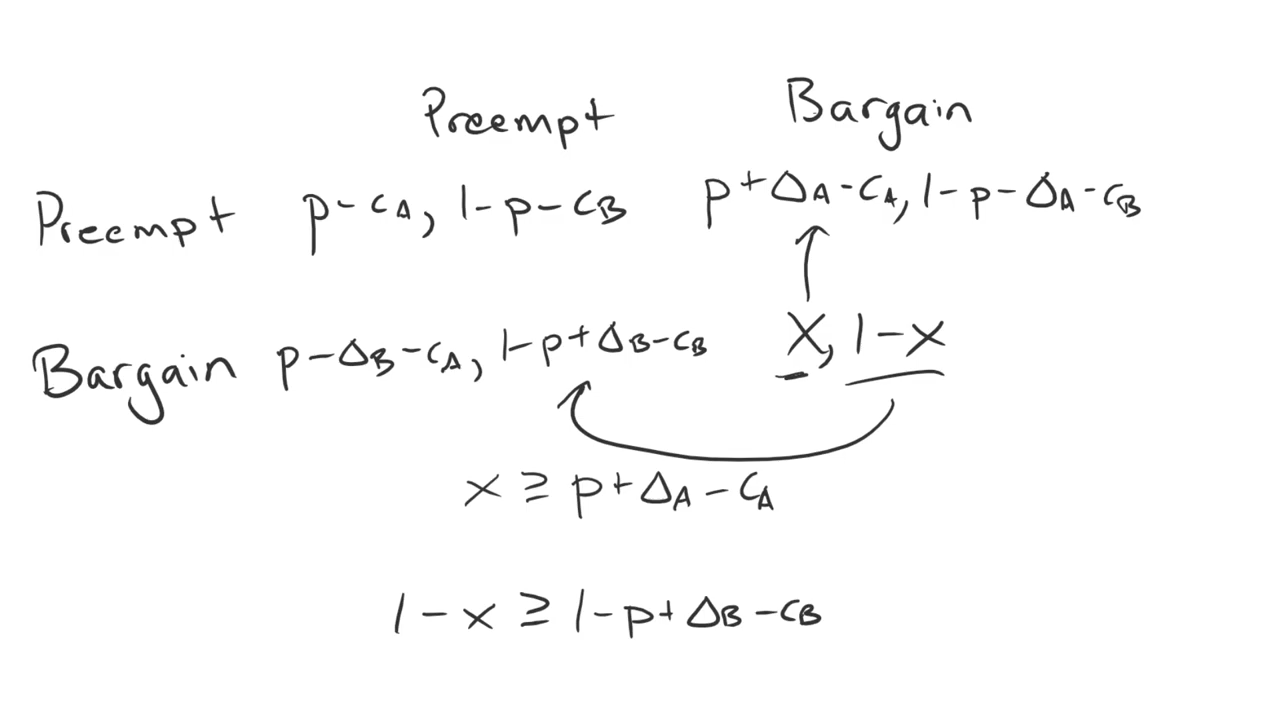 Preempt Bargain
Preempt p-cA, 1-p-cB p+ΔA-cA, 1-p-ΔA-cB
Bargain p-ΔB-cA, 1-p+ΔB-cB x, 1-x
x ≥ p+ΔA-cA
1-x ≥ 1-p+ΔB-cB